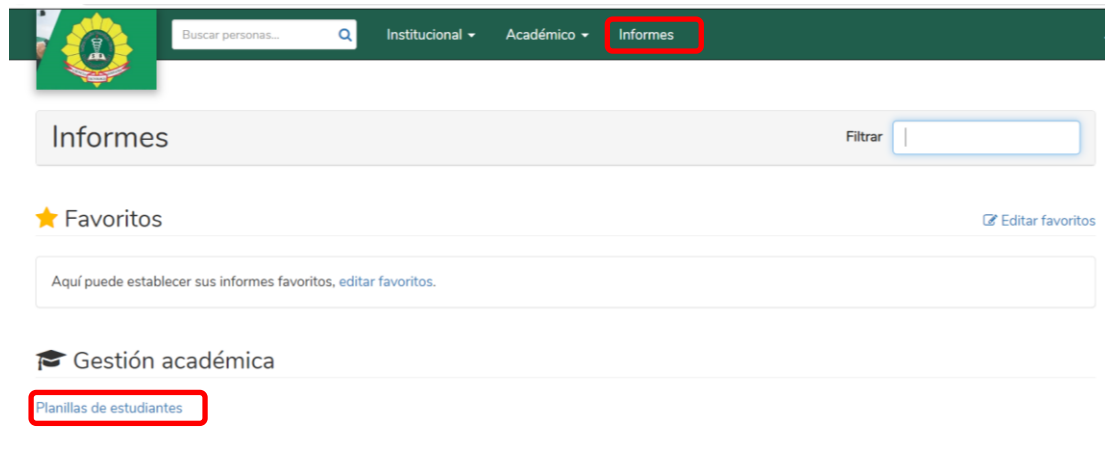 Buscar personas... Institucional Académico Informes
Informes Filtrar
Favoritos Editar favoritos
Aquí puede establecer sus informes favoritos, editar favoritos.
Gestión académica
Planillas de estudiantes